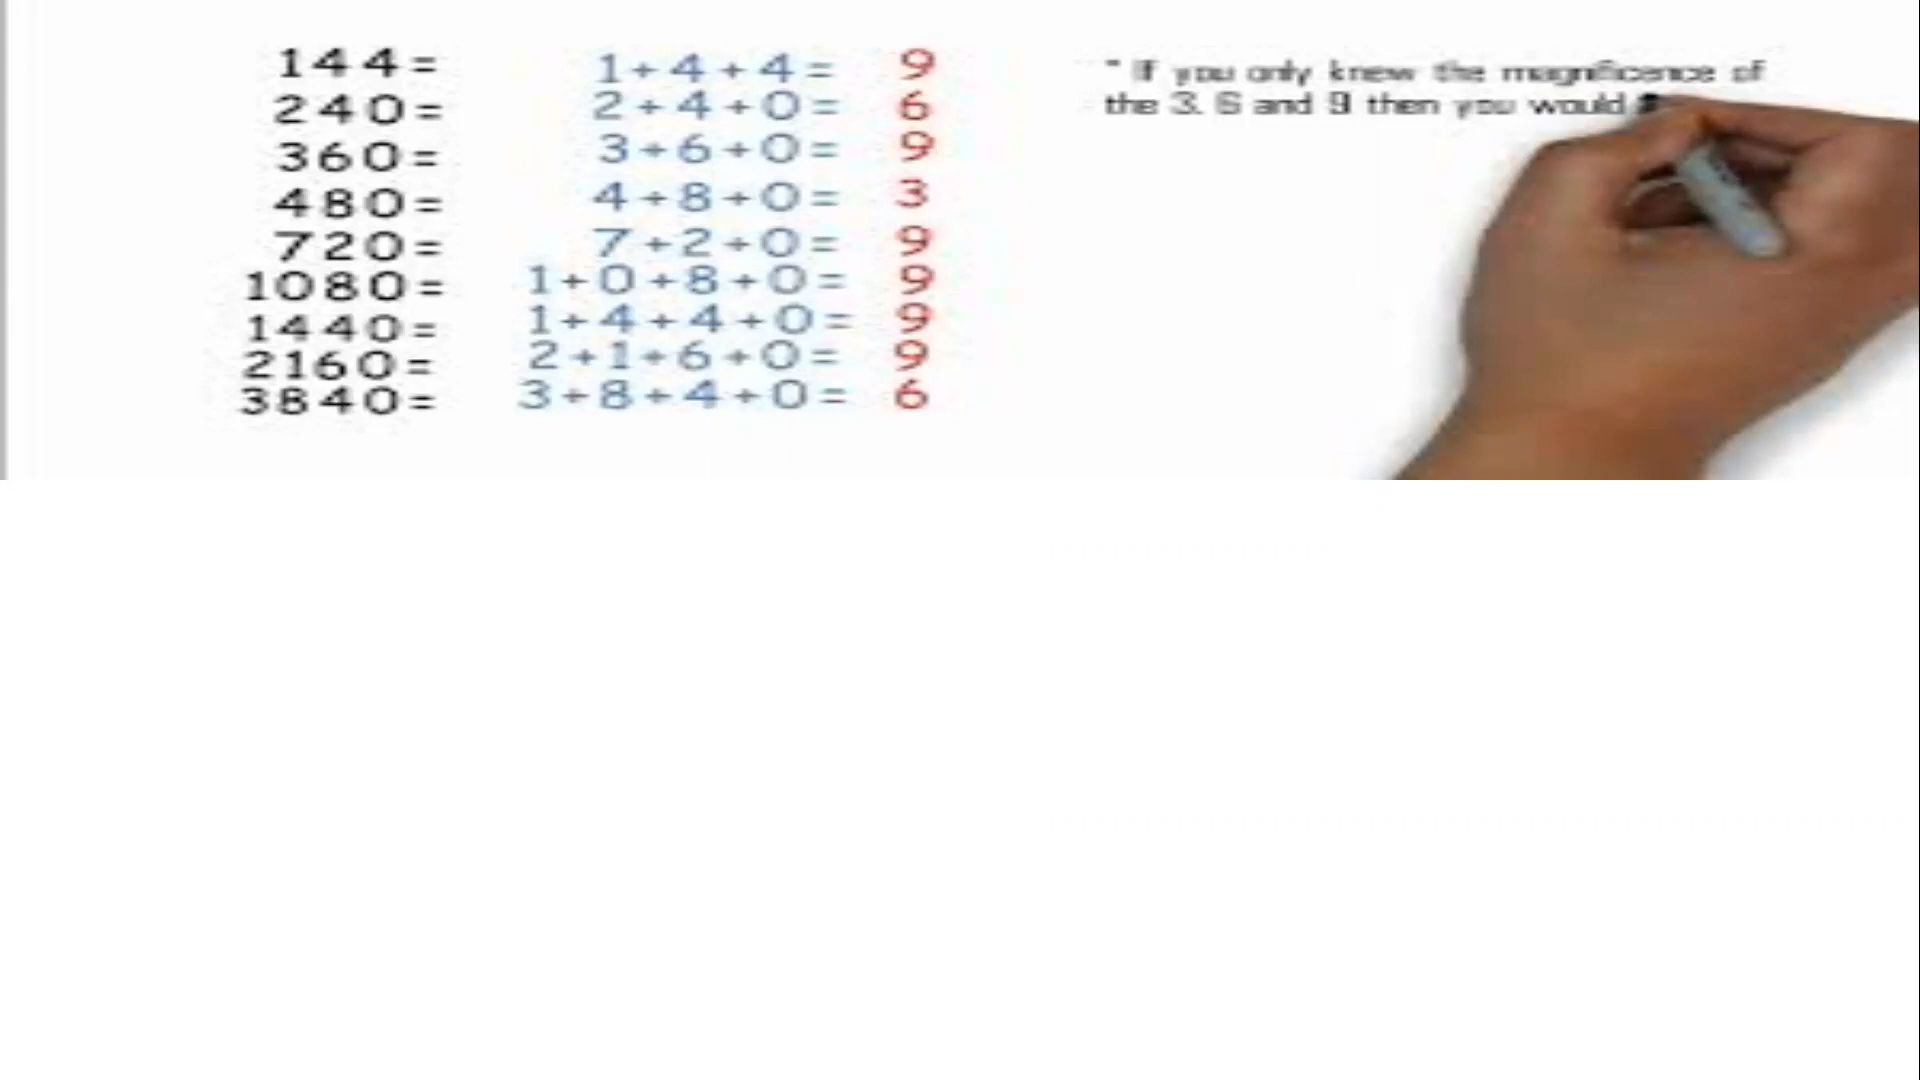 144= 1+4+4= 9
240= 2+4+0= 6
360= 3+6+0= 9
480= 4+8+0= 3
720= 7+2+0= 9
1080= 1+0+8+0= 9
1440= 1+4+4+0= 9
2160= 2+1+6+0= 9
3840= 3+8+4+0= 6
" If you only knew the magnificence of
the 3. 6 and 9 then you would